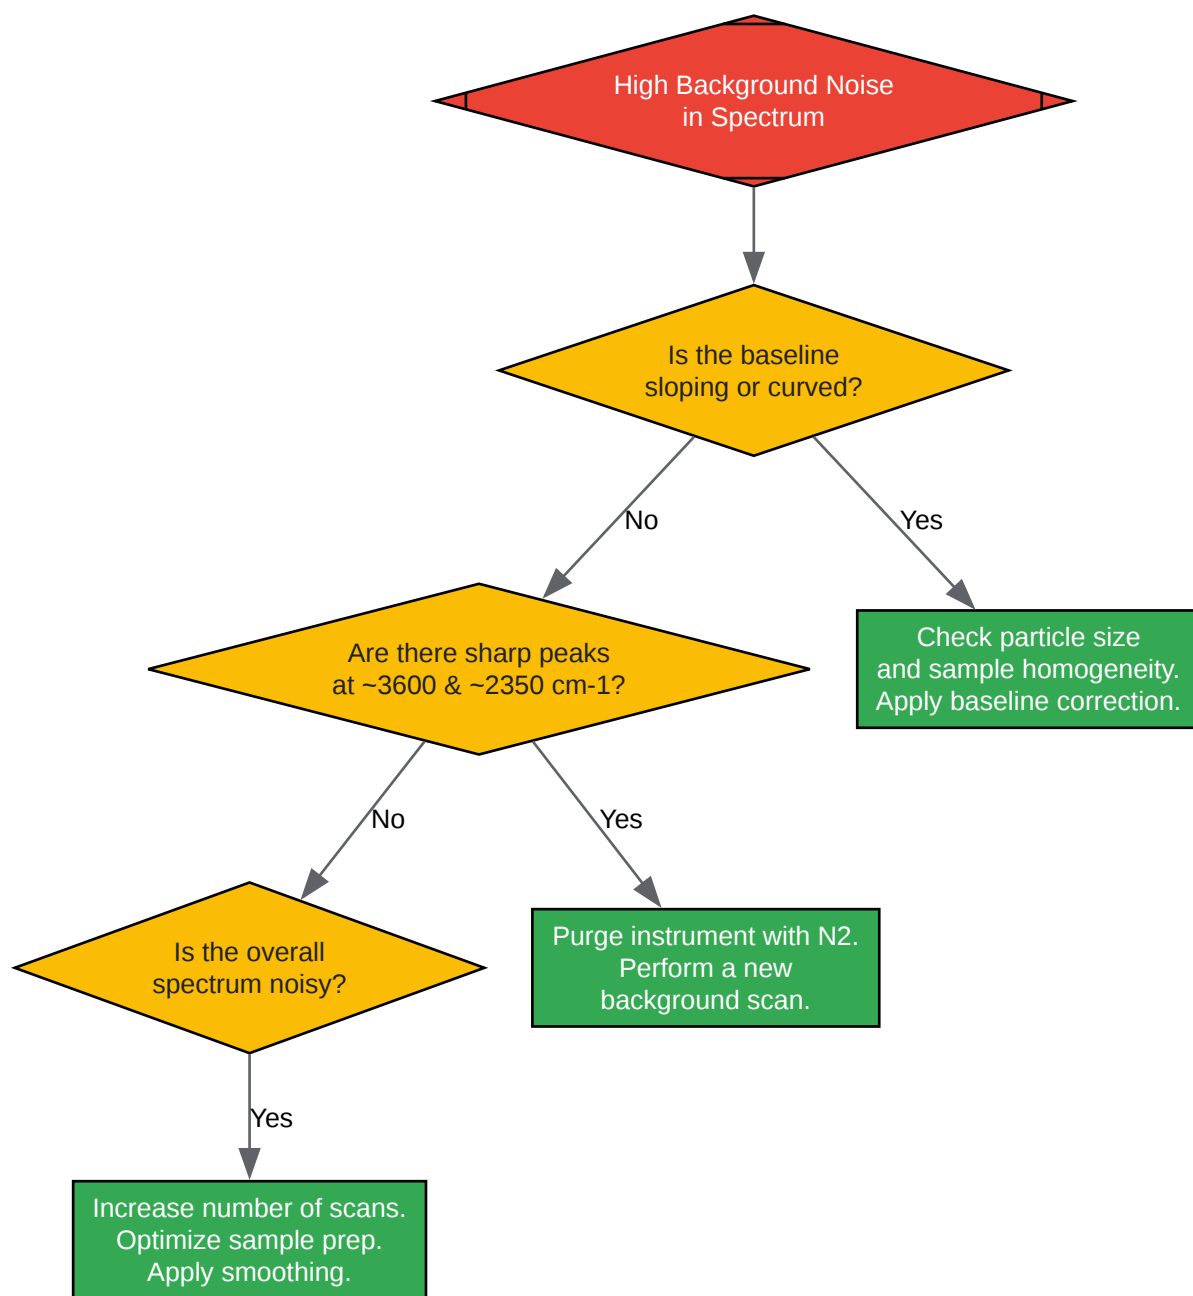 High Background Noise
in Spectrum
Is the baseline
sloping or curved?
No
Yes
Are there sharp peaks
at ~3600 & ~2350 cm-1?
Check particle size
and sample homogeneity.
Apply baseline correction.
No
Yes
Is the overall
spectrum noisy?
Purge instrument with N2.
Perform a new
background scan.
Yes
Increase number of scans.
Optimize sample prep.
Apply smoothing.